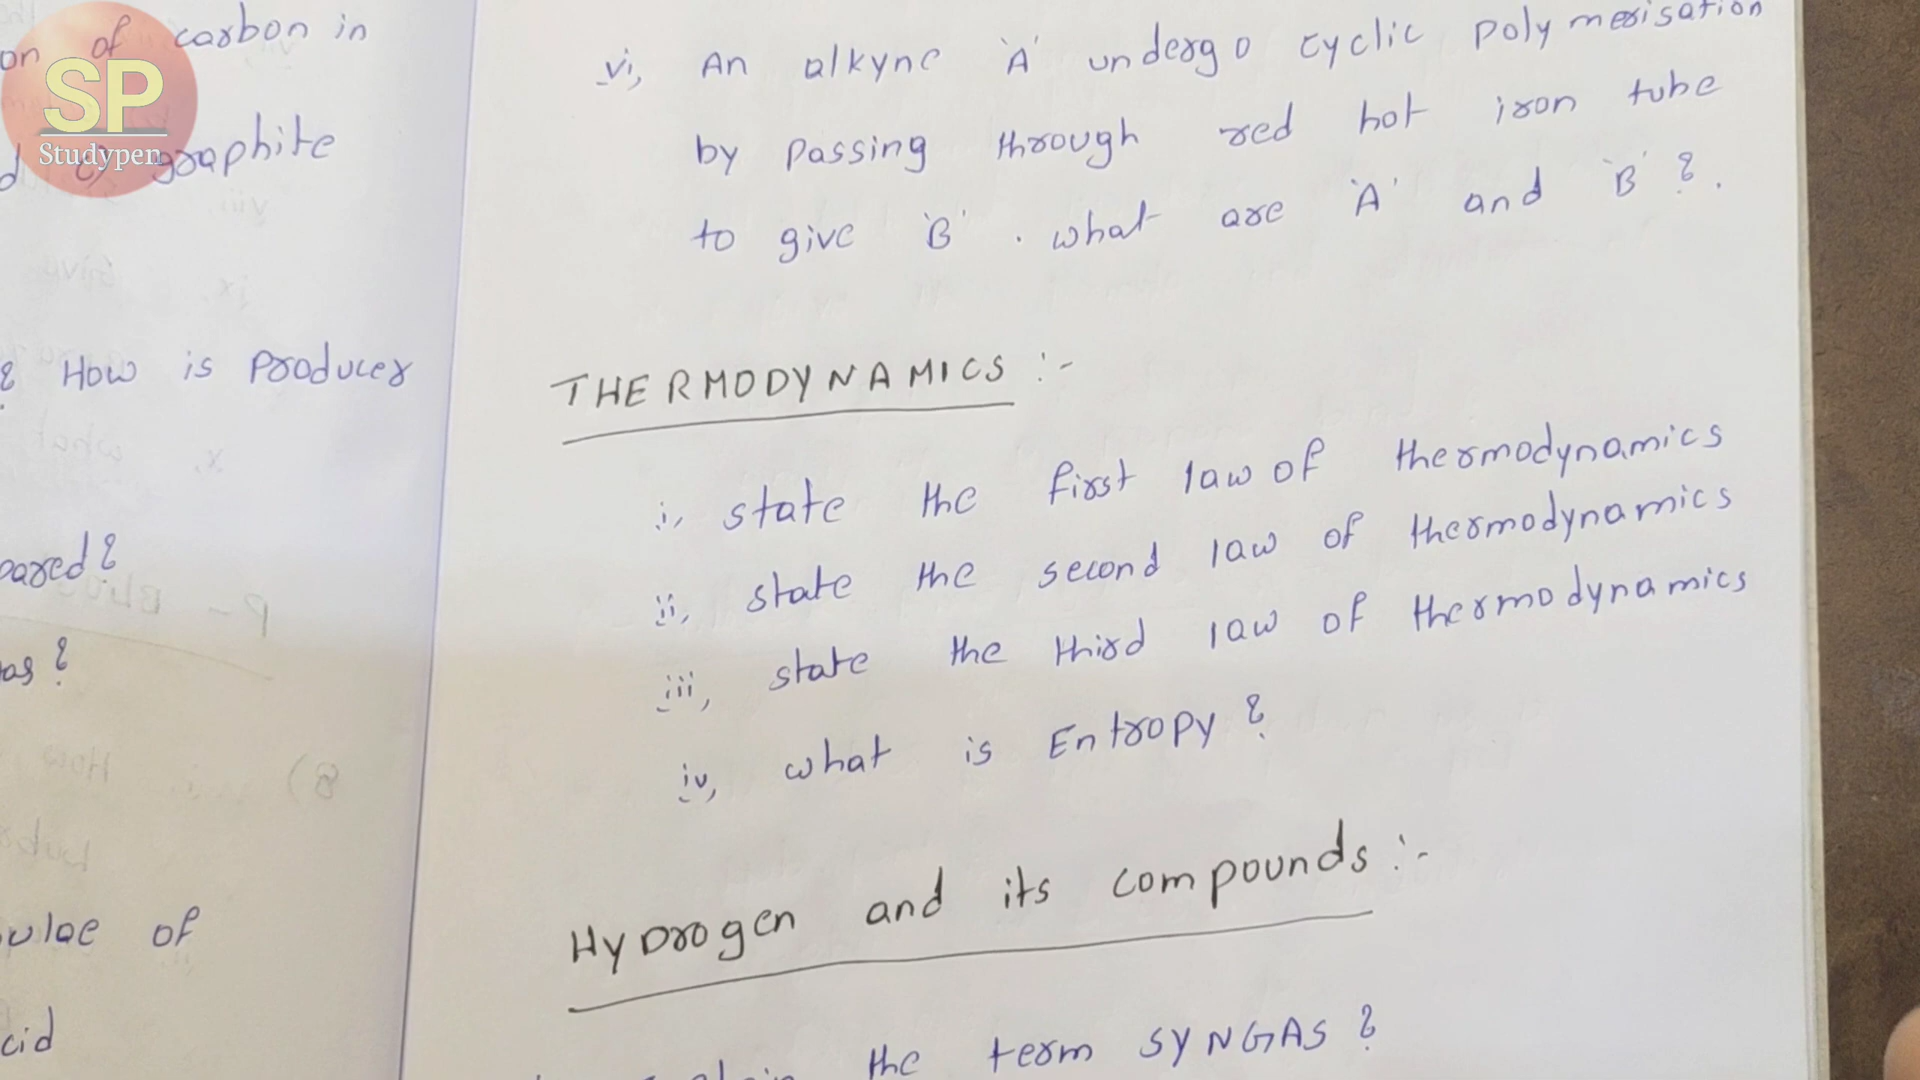 on of carbon in
SP
Studypen
graphite
? How is producer
pared?
as?
ulae of
cid
vi, An alkyne 'A' undergo cyclic polymerisation
by passing through red hot iron tube
to give 'B'. what are 'A' and 'B'?.
THERMODYNAMICS :-
i, state the first law of thermodynamics
ii, state the second law of thermodynamics
iii, state the third law of thermodynamics
iv, what is Entropy?
Hydrogen and its compounds :-
the term SYNGAS?